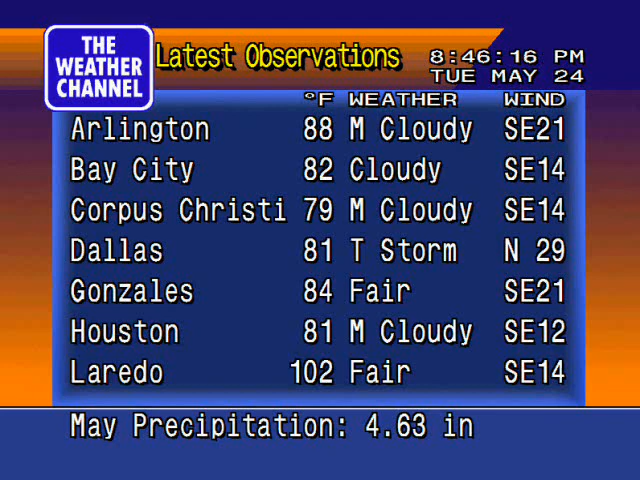 THE
WEATHER
CHANNEL
Latest Observations
8:46:16 PM
TUE MAY 24
°F WEATHER WIND
Arlington 88 M Cloudy SE21
Bay City 82 Cloudy SE14
Corpus Christi 79 M Cloudy SE14
Dallas 81 T Storm N 29
Gonzales 84 Fair SE21
Houston 81 M Cloudy SE12
Laredo 102 Fair SE14
May Precipitation: 4.63 in